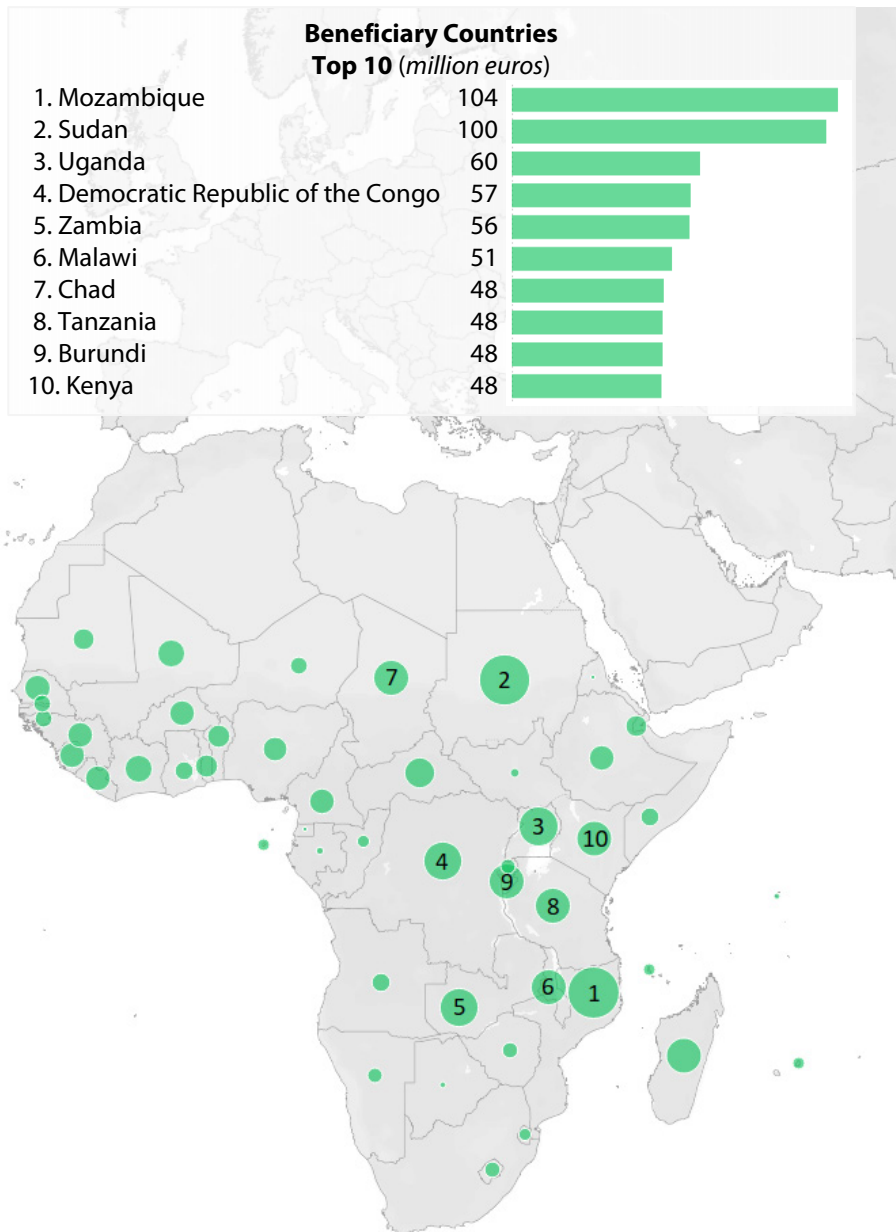 Beneficiary Countries
Top 10 (million euros)
1. Mozambique 104
2. Sudan 100
3. Uganda 60
4. Democratic Republic of the Congo 57
5. Zambia 56
6. Malawi 51
7. Chad 48
8. Tanzania 48
9. Burundi 48
10. Kenya 48
7
2
3
10
4
9
8
6
1
5